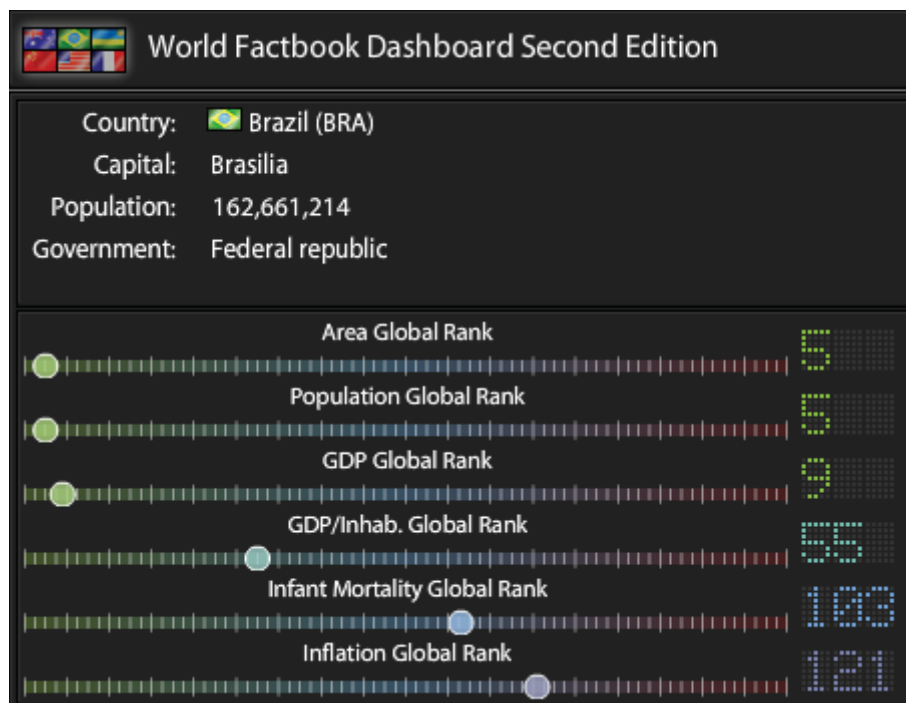 World Factbook Dashboard Second Edition
Country: Brazil (BRA)
Capital: Brasilia
Population: 162,661,214
Government: Federal republic
Area Global Rank
5
Population Global Rank
5
GDP Global Rank
9
GDP/Inhab. Global Rank
55
Infant Mortality Global Rank
103
Inflation Global Rank
121